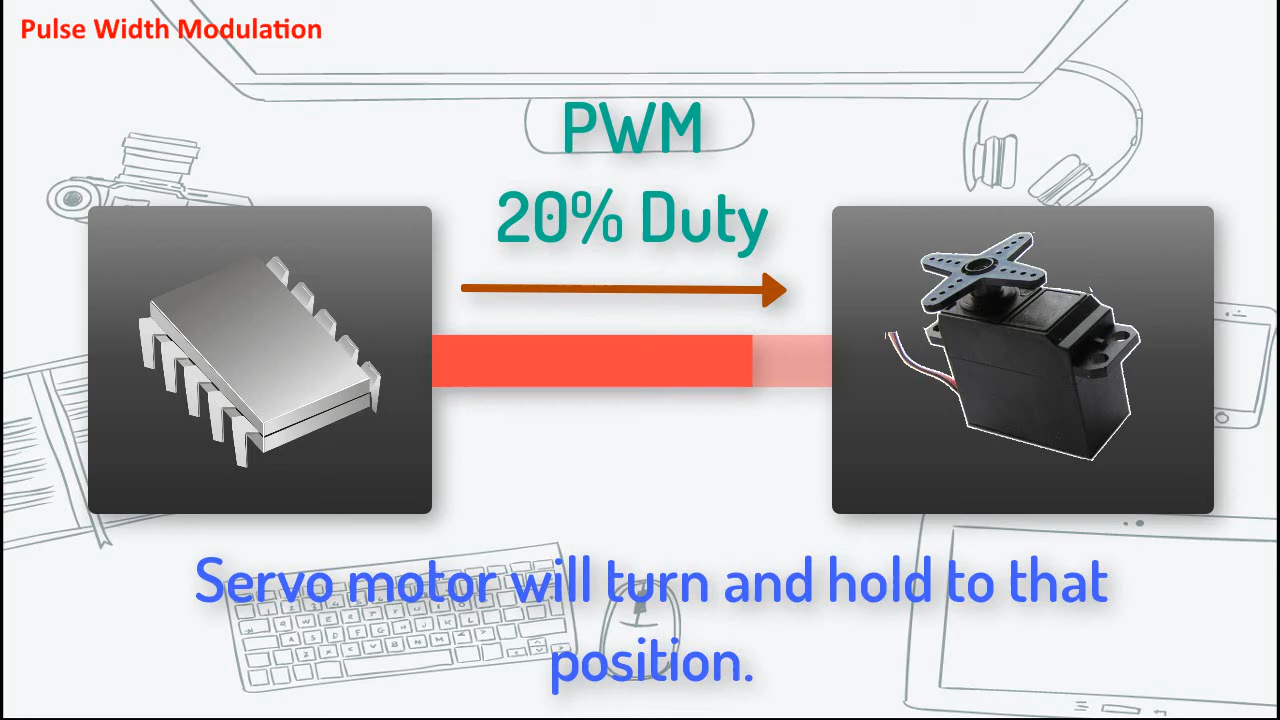 Pulse Width Modulation
PWM
20% Duty
Servo motor will turn and hold to that
position.